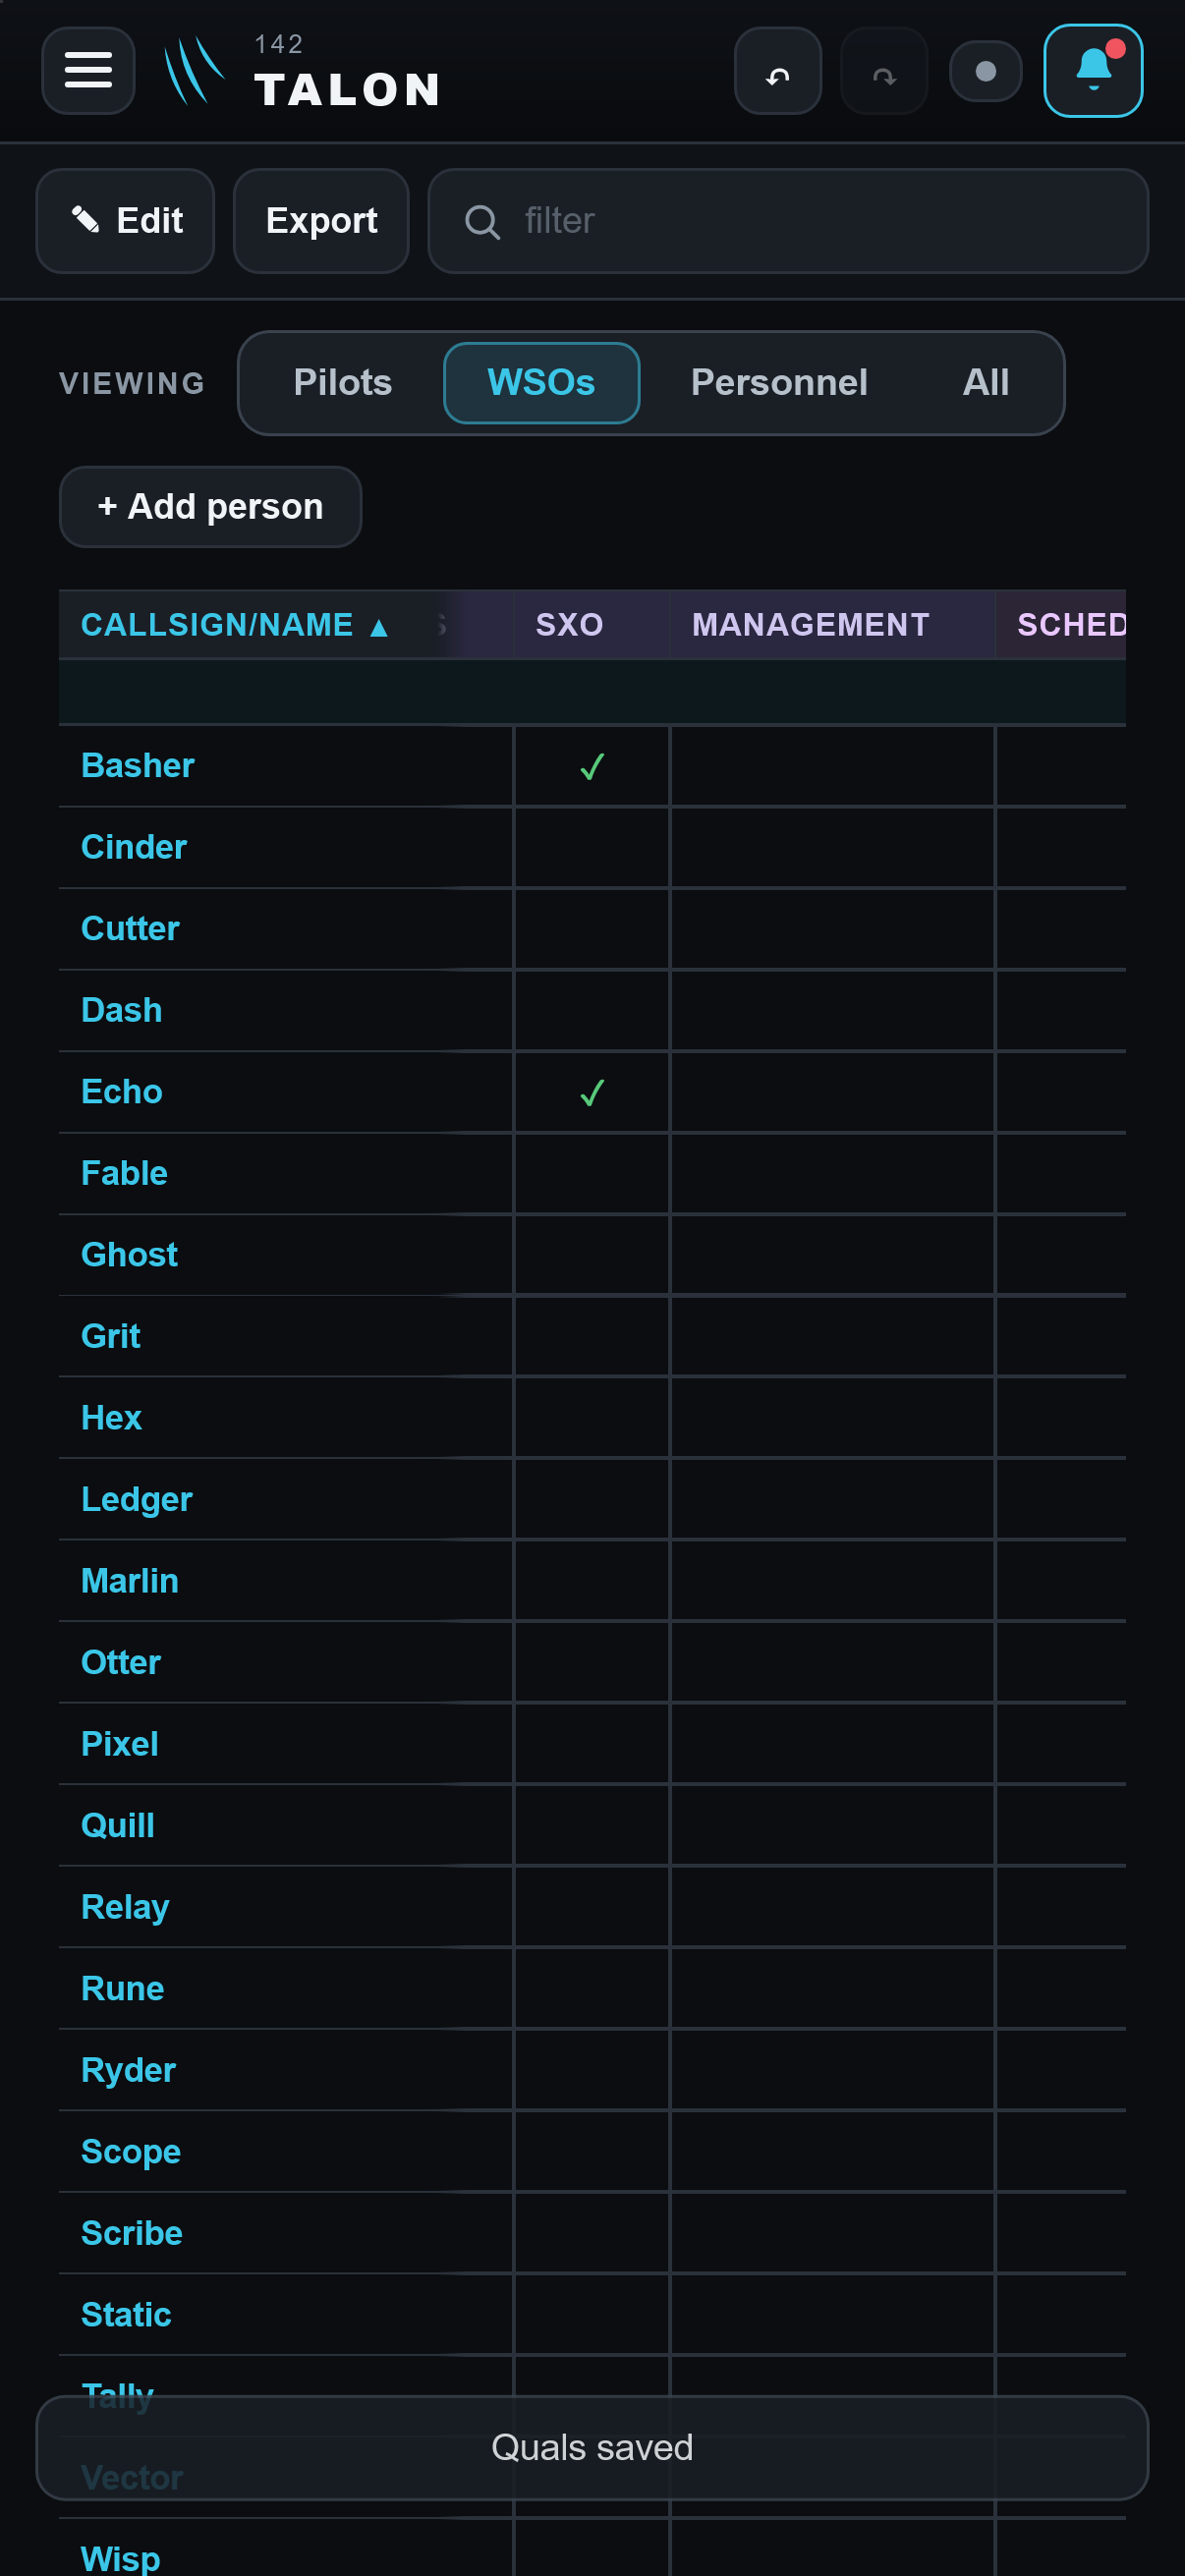 142
TALON
Edit Export filter
VIEWING Pilots WSOs Personnel All
+ Add person
CALLSIGN/NAME ▲ S SXO MANAGEMENT SCHED
Basher ✓
Cinder
Cutter
Dash
Echo ✓
Fable
Ghost
Grit
Hex
Ledger
Marlin
Otter
Pixel
Quill
Relay
Rune
Ryder
Scope
Scribe
Static
Tally
Quals saved
Vector
Wisp